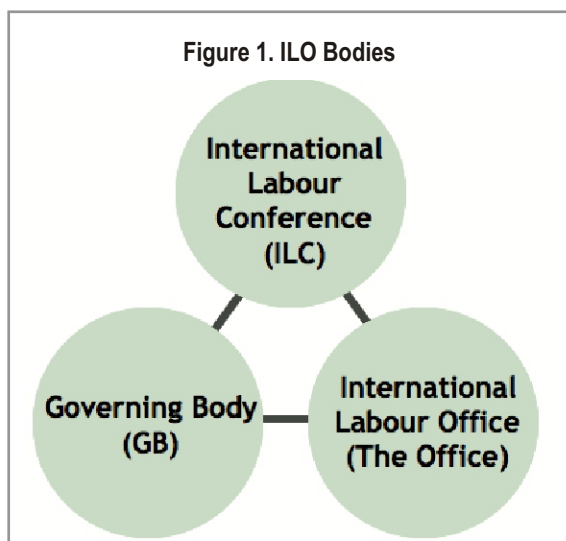 Figure 1. ILO Bodies
International
Labour
Conference
(ILC)
Governing Body
(GB)
International
Labour Office
(The Office)